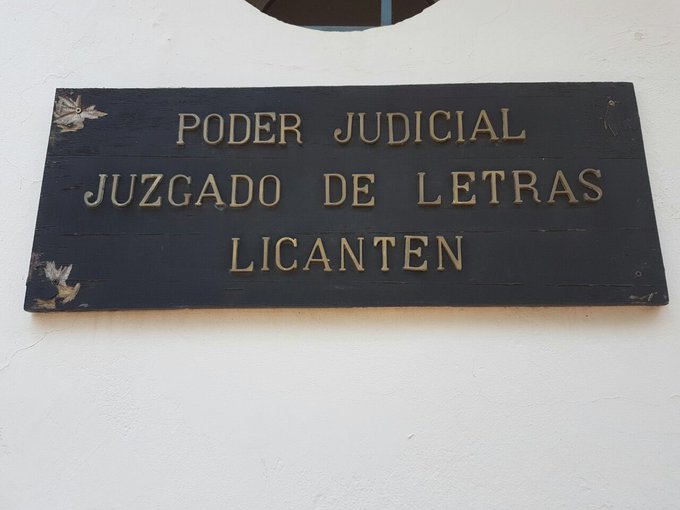 PODER JUDICIAL
JUZGADO DE LETRAS
LICANTEN